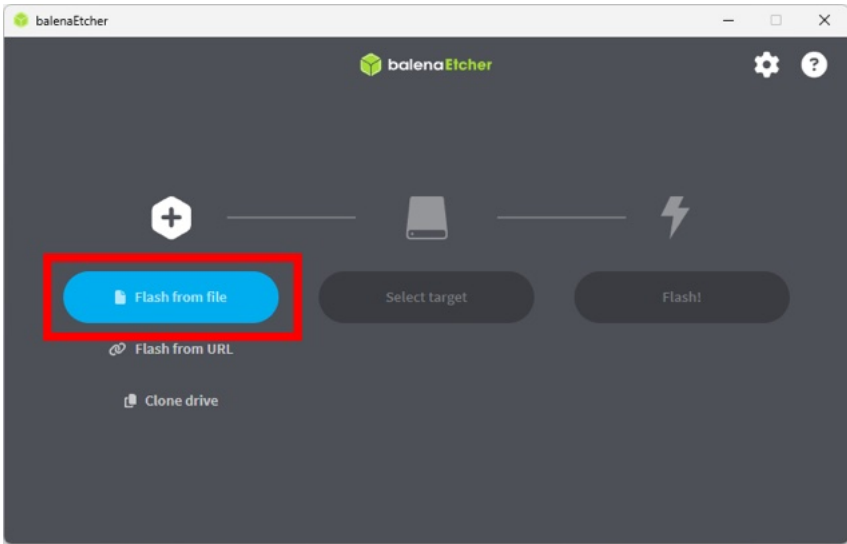 balenaEtcher
balenaEtcher
Flash from file
Select target
Flash!
Flash from URL
Clone drive